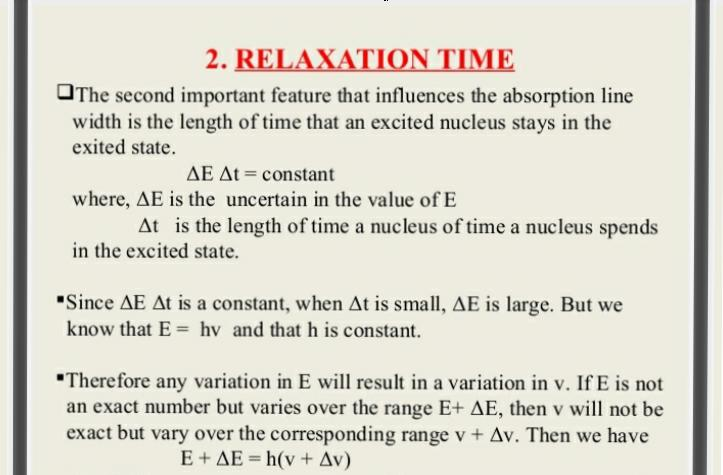 2. RELAXATION TIME
❑The second important feature that influences the absorption line
width is the length of time that an excited nucleus stays in the
exited state.
ΔE Δt = constant
where, ΔE is the uncertain in the value of E
Δt is the length of time a nucleus of time a nucleus spends
in the excited state.
▪Since ΔE Δt is a constant, when Δt is small, ΔE is large. But we
know that E = hv and that h is constant.
▪Therefore any variation in E will result in a variation in v. If E is not
an exact number but varies over the range E+ ΔE, then v will not be
exact but vary over the corresponding range v + Δv. Then we have
E + ΔE = h(v + Δv)